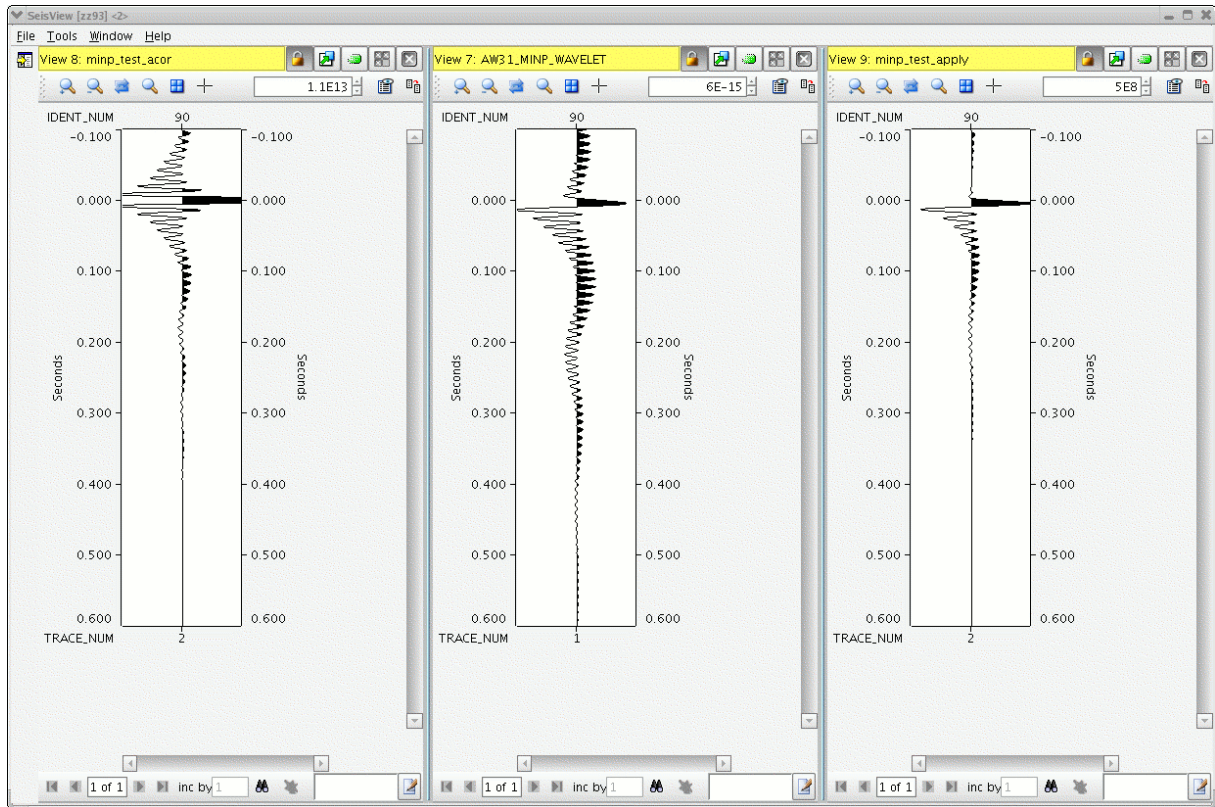 SeisView [zz93] <2>
File Tools Window Help
View 8: minp_test_acor
1.1E13
IDENT_NUM 90
-0.100 -0.100
0.000 0.000
0.100 0.100
0.200 0.200
0.300 0.300
0.400 0.400
0.500 0.500
0.600 0.600
Seconds
Seconds
TRACE_NUM 2
1 of 1 inc by 1
View 7: AW31_MINP_WAVELET
6E-15
IDENT_NUM 90
0.000 0.000
0.100 0.100
0.200 0.200
0.300 0.300
0.400 0.400
0.500 0.500
0.600 0.600
Seconds
Seconds
TRACE_NUM 1
1 of 1 inc by 1
View 9: minp_test_apply
5E8
IDENT_NUM 90
-0.100 -0.100
0.000 0.000
0.100 0.100
0.200 0.200
0.300 0.300
0.400 0.400
0.500 0.500
0.600 0.600
Seconds
Seconds
TRACE_NUM 2
1 of 1 inc by 1